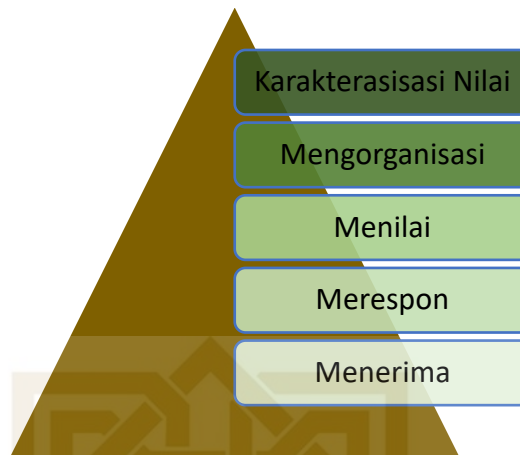 Karakterasisasi Nilai
Mengorganisasi
Menilai
Merespon
Menerima